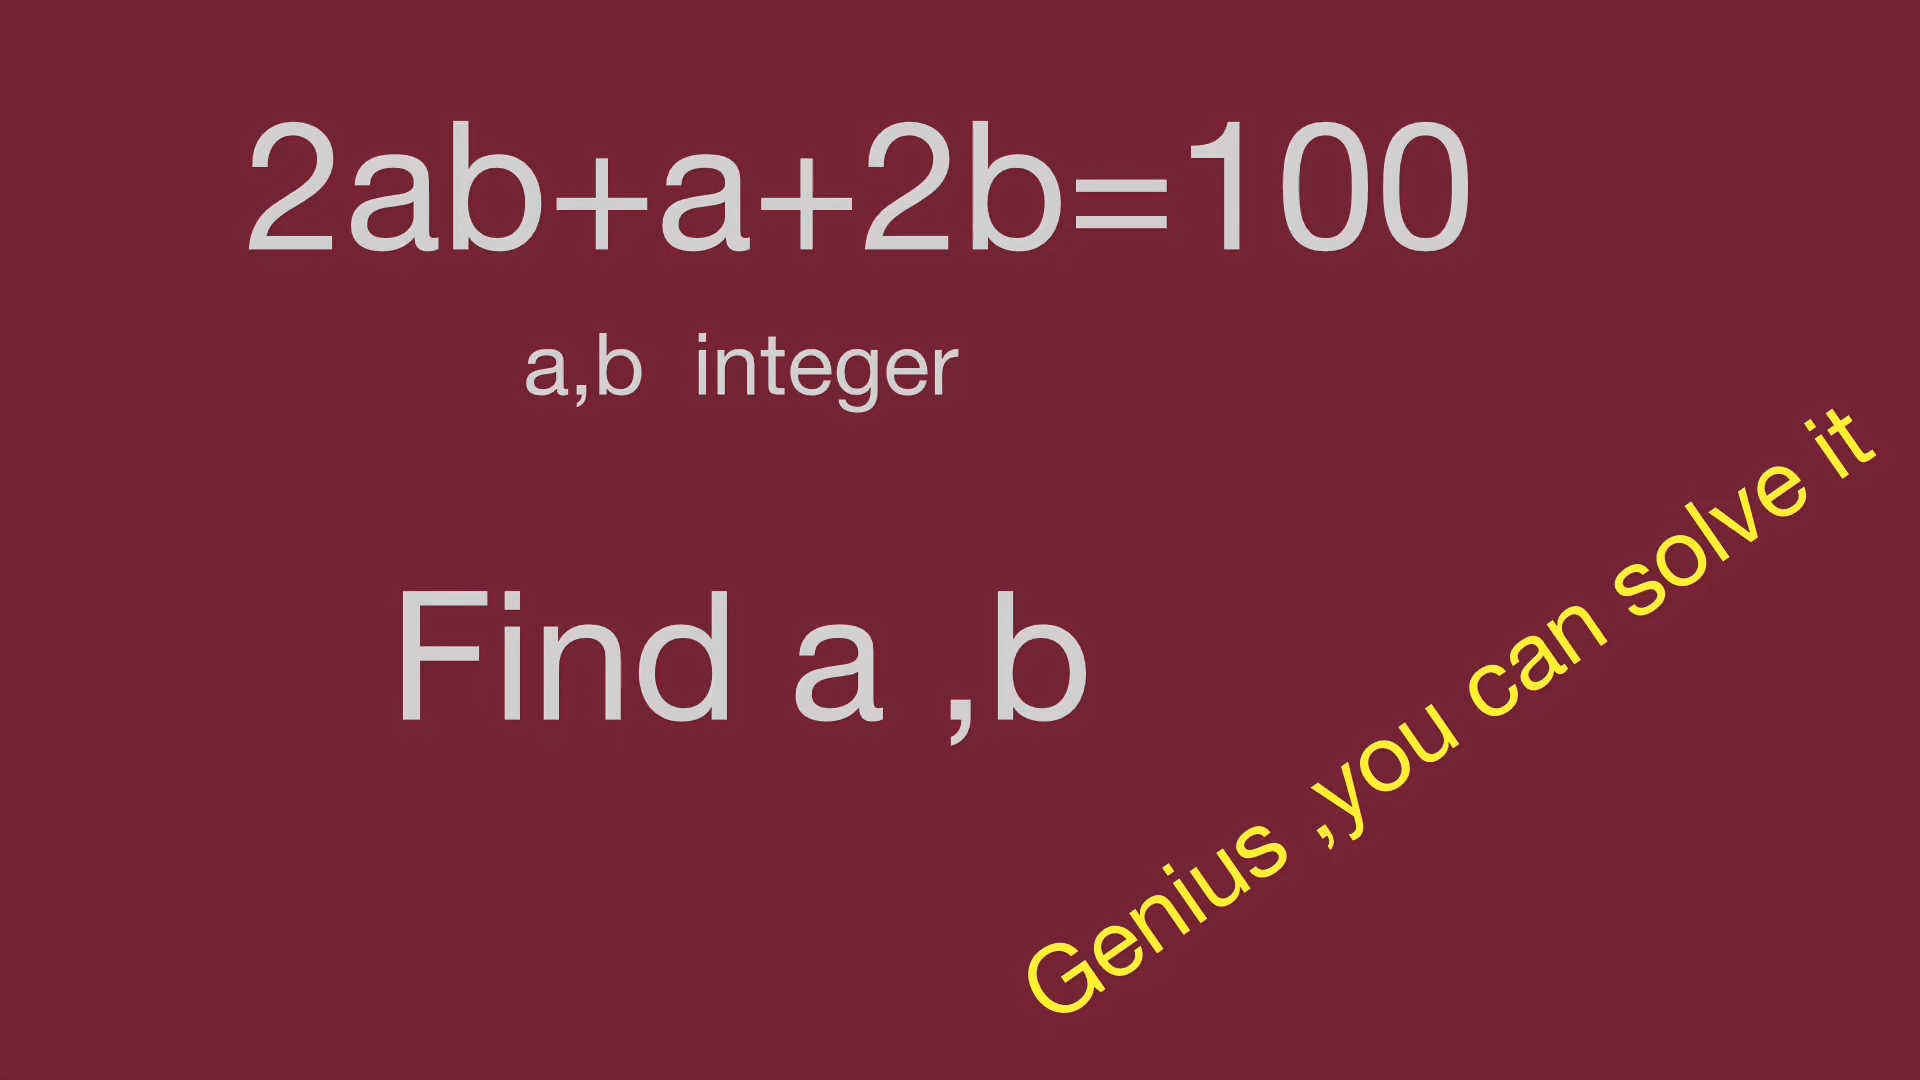 2ab+a+2b=100
a,b integer
Find a ,b
Genius ,you can solve it